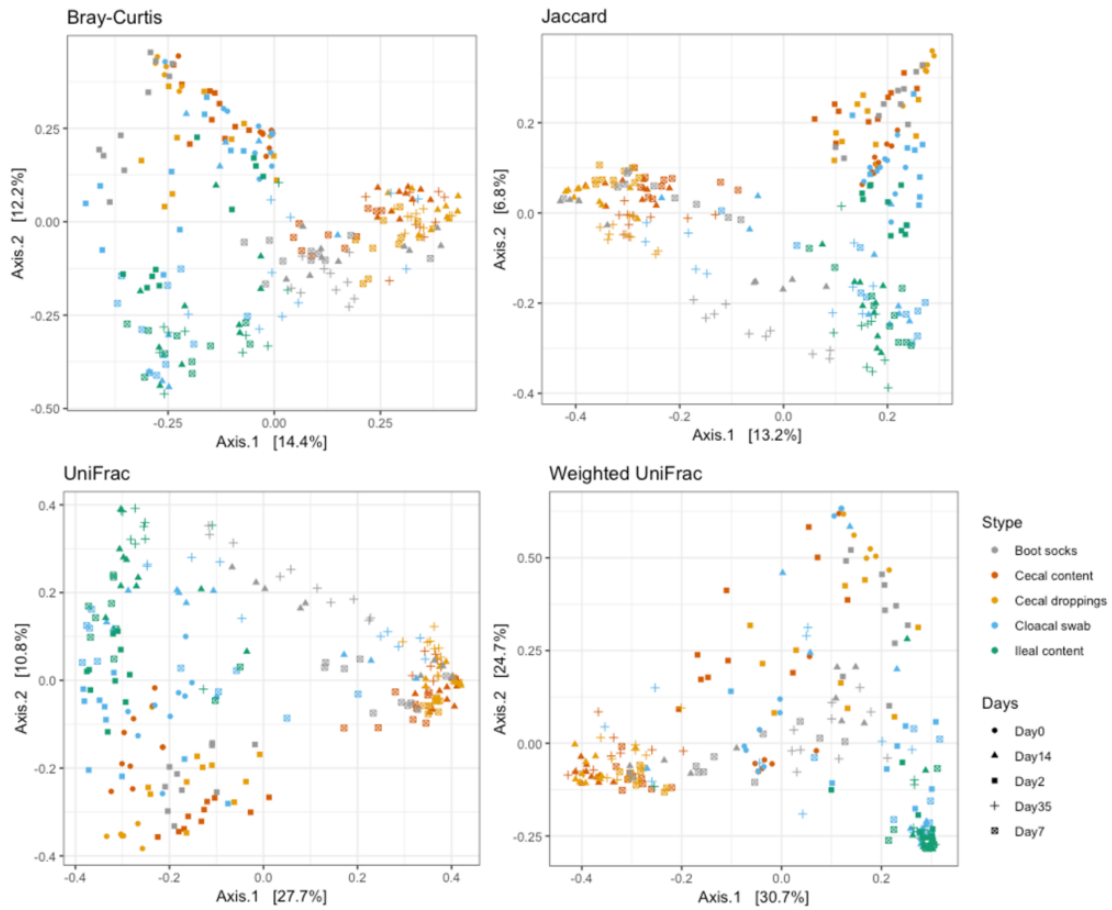 Bray-Curtis
0.25
0.00
-0.25
-0.50
-0.25
0.00
0.25
Axis.1 [14.4%]
Axis.2 [12.2%]
Jaccard
0.2
0.0
-0.2
-0.4
-0.4
-0.2
0.0
0.2
Axis.1 [13.2%]
Axis.2 [6.8%]
UniFrac
0.4
0.2
0.0
-0.2
-0.4
-0.4
-0.2
0.0
0.2
0.4
Axis.1 [27.7%]
Axis.2 [10.8%]
Weighted UniFrac
0.50
0.25
0.00
-0.25
-0.4
-0.2
0.0
0.2
Axis.1 [30.7%]
Axis.2 [24.7%]
Stype
Boot socks
Cecal content
Cecal droppings
Cloacal swab
Ileal content
Days
Day0
Day14
Day2
Day35
Day7